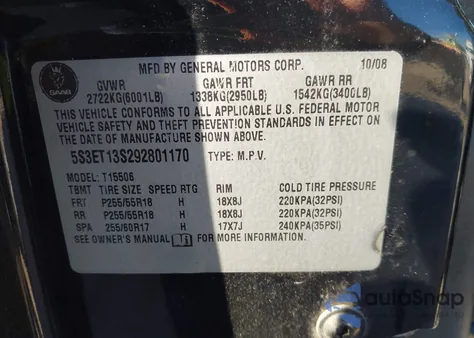 MFD BY GENERAL MOTORS CORP. 10/08
SAAB
GVWR GAWR FRT GAWR RR
2722KG(6001LB) 1338KG(2950LB) 1542KG(3400LB)
THIS VEHICLE CONFORMS TO ALL APPLICABLE U.S. FEDERAL MOTOR
VEHICLE SAFETY AND THEFT PREVENTION STANDARDS IN EFFECT ON
THE DATE OF MANUFACTURE SHOWN ABOVE.
5S3ET13S292801170 TYPE: M.P.V.
MODEL: T15506
TBMT TIRE SIZE SPEED RTG RIM COLD TIRE PRESSURE
FRT P255/55R18 H 18X8J 220KPA(32PSI)
RR P255/55R18 H 18X8J 220KPA(32PSI)
SPA 255/60R17 H 17X7J 240KPA(35PSI)
SEE OWNER'S MANUAL FOR MORE INFORMATION.
autoSnap